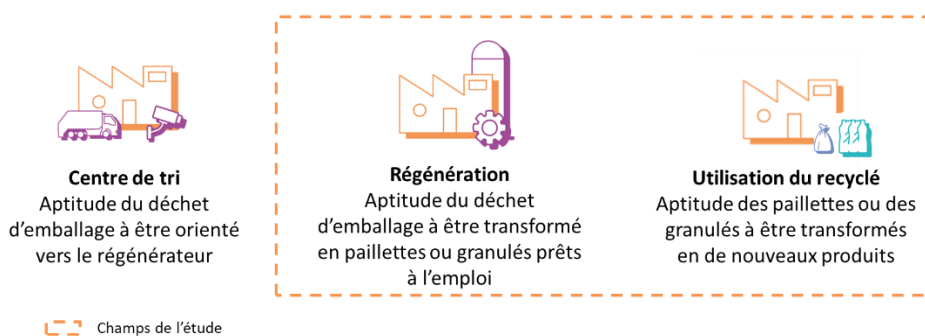 Centre de tri
Aptitude du déchet
d'emballage à être orienté
vers le régénérateur
Régénération
Aptitude du déchet
d'emballage à être transformé
en paillettes ou granulés prêts
à l'emploi
Utilisation du recyclé
Aptitude des paillettes ou des
granulés à être transformés
en de nouveaux produits
Champs de l'étude